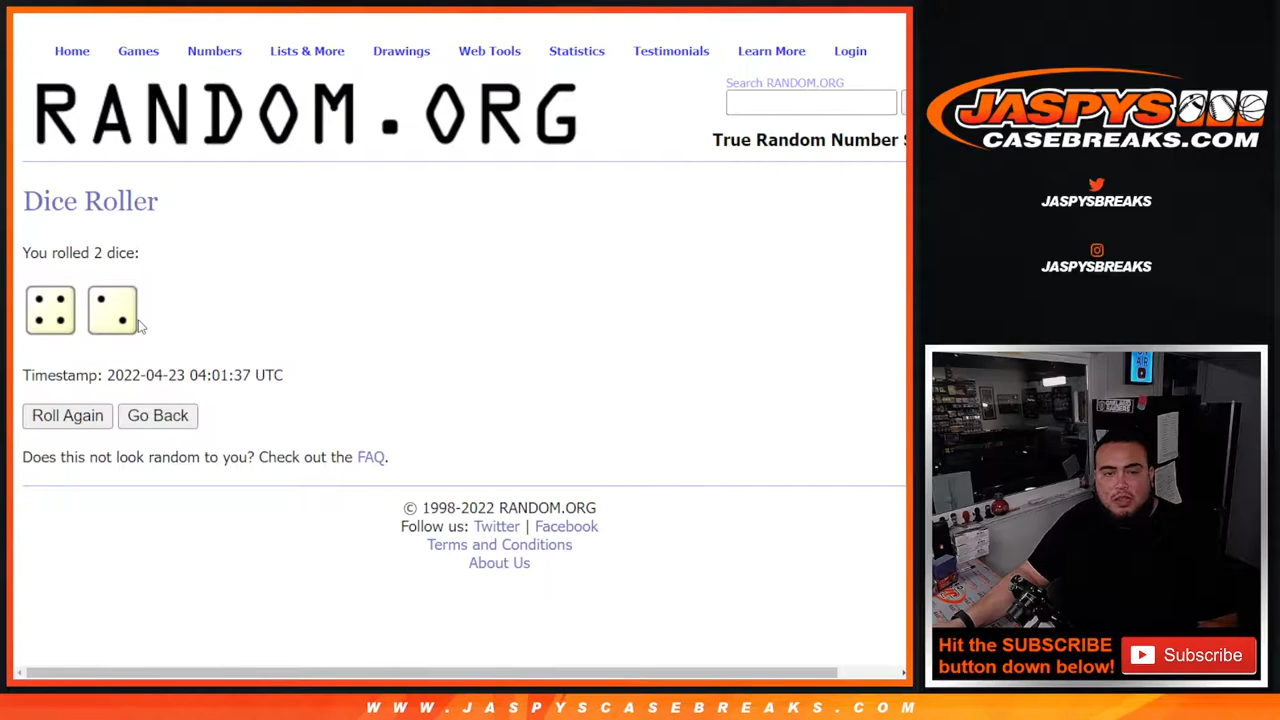 Home Games Numbers Lists & More Drawings Web Tools Statistics Testimonials Learn More Login
RANDOM.ORG
Search RANDOM.ORG
True Random Number
Dice Roller
You rolled 2 dice:
Timestamp: 2022-04-23 04:01:37 UTC
Roll Again Go Back
Does this not look random to you? Check out the FAQ.
© 1998-2022 RANDOM.ORG
Follow us: Twitter | Facebook
Terms and Conditions
About Us
JASPYS
CASEBREAKS.COM
JASPYSBREAKS
JASPYSBREAKS
ON
AIR
Hit the SUBSCRIBE
button down below!
Subscribe
WWW.JASPYSCASEBREAKS.COM